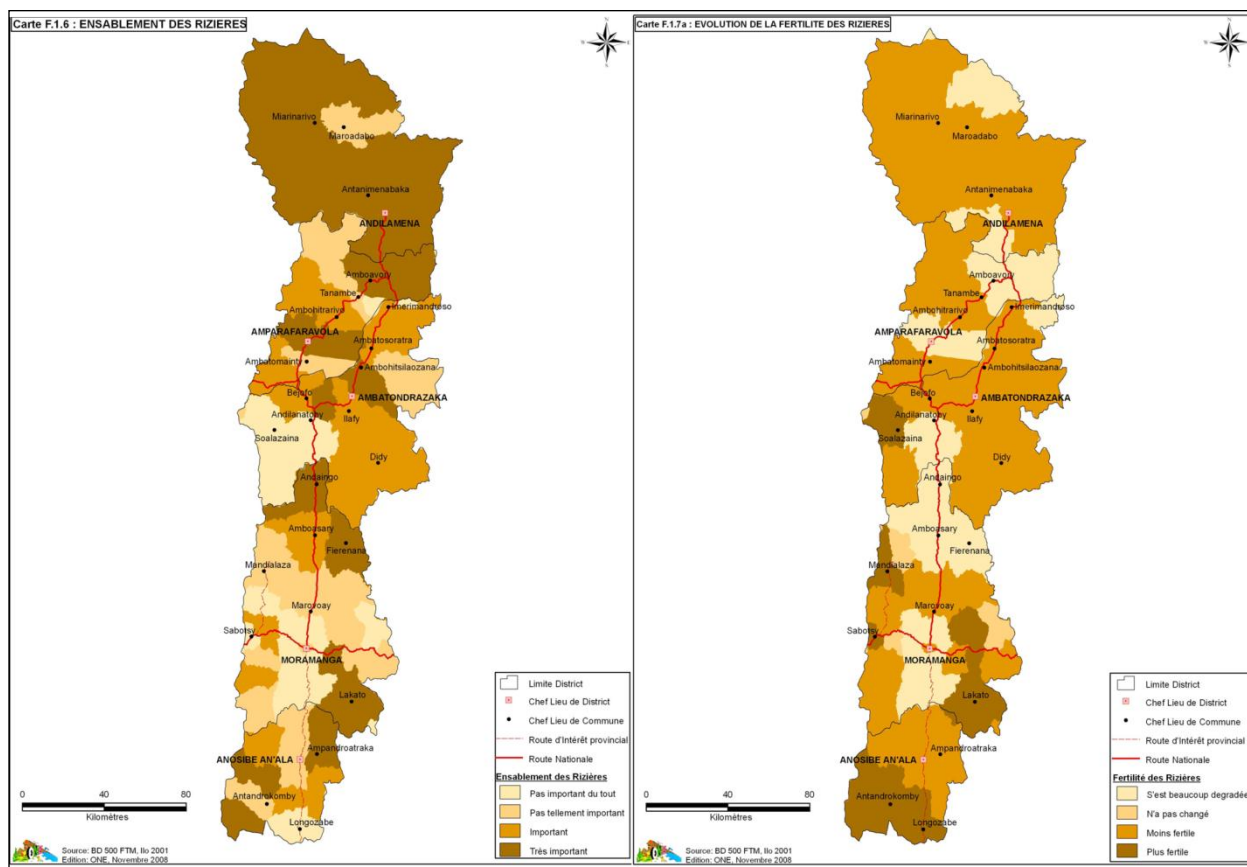 Carte F.1.6 : ENSABLEMENT DES RIZIERES
Miarinarivo
Maroadabo
Antanimenabaka
ANDILAMENA
Amboavory
Tanambe
Imerimandroso
Ambohitrarivo
AMPARAFARAVOLA
Ambatosoratra
Ambatomainty
Ambohitsilaozana
Bejofo
AMBATONDRAZAKA
Ilafy
Andilanatoby
Soalazaina
Didy
Andaingo
Amboasary
Fierenana
Mandialaza
Marovoay
Sabotsy
MORAMANGA
Lakato
Ampandroatraka
ANOSIBE AN'ALA
Antandrokomby
Longozabe
0 40 80
Kilomètres
Source: BD 500 FTM, Ilo 2001
Edition: ONE, Novembre 2008
Limite District
Chef Lieu de District
Chef Lieu de Commune
Route d'Intérêt provincial
Route Nationale
Ensablement des Rizières
Pas important du tout
Pas tellement important
Important
Très important
Carte F.1.7a : EVOLUTION DE LA FERTILITE DES RIZIERES
Miarinarivo
Maroadabo
Antanimenabaka
ANDILAMENA
Amboavory
Tanambe
Imerimandroso
Ambohitrarivo
AMPARAFARAVOLA
Ambatosoratra
Ambatomainty
Ambohitsilaozana
Bejofo
AMBATONDRAZAKA
Ilafy
Andilanatoby
Soalazaina
Didy
Andaingo
Amboasary
Fierenana
Mandialaza
Marovoay
Sabotsy
MORAMANGA
Lakato
Ampandroatraka
ANOSIBE AN'ALA
Antandrokomby
Longozabe
0 40 80
Kilomètres
Source: BD 500 FTM, Ilo 2001
Edition: ONE, Novembre 2008
Limite District
Chef Lieu de District
Chef Lieu de Commune
Route d'Intérêt provincial
Route Nationale
Fertilité des Rizières
S'est beaucoup degradée
N'a pas changé
Moins fertile
Plus fertile